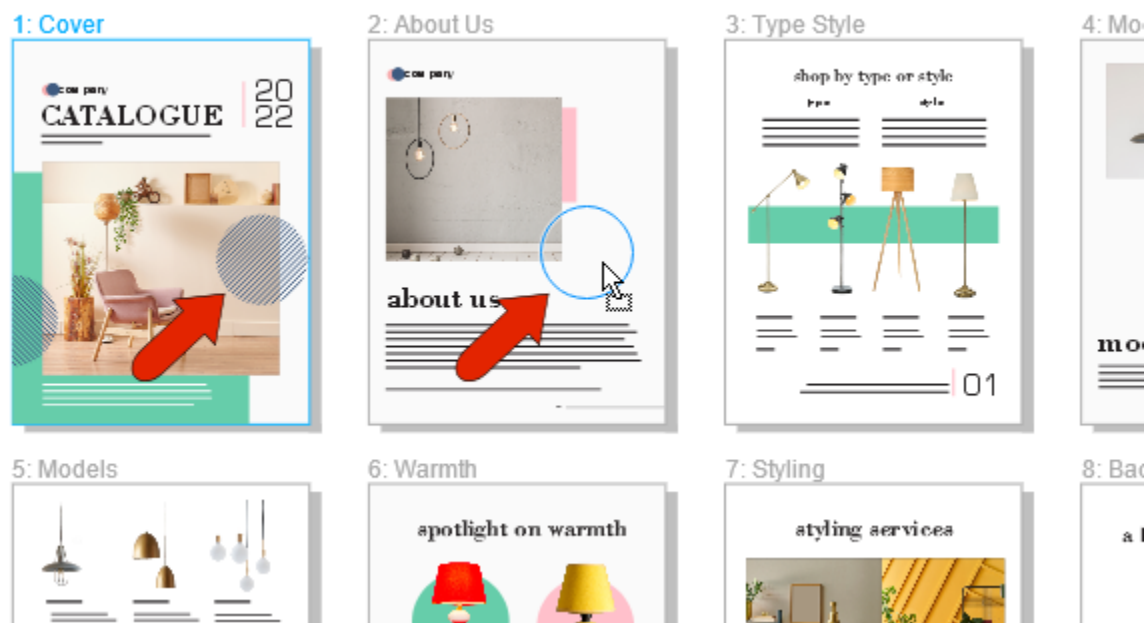 1: Cover
2: About Us
3: Type Style
company
CATALOGUE
20
22
company
about us
shop by type or style
type
style
01
5: Models
6: Warmth
7: Styling
spotlight on warmth
styling services